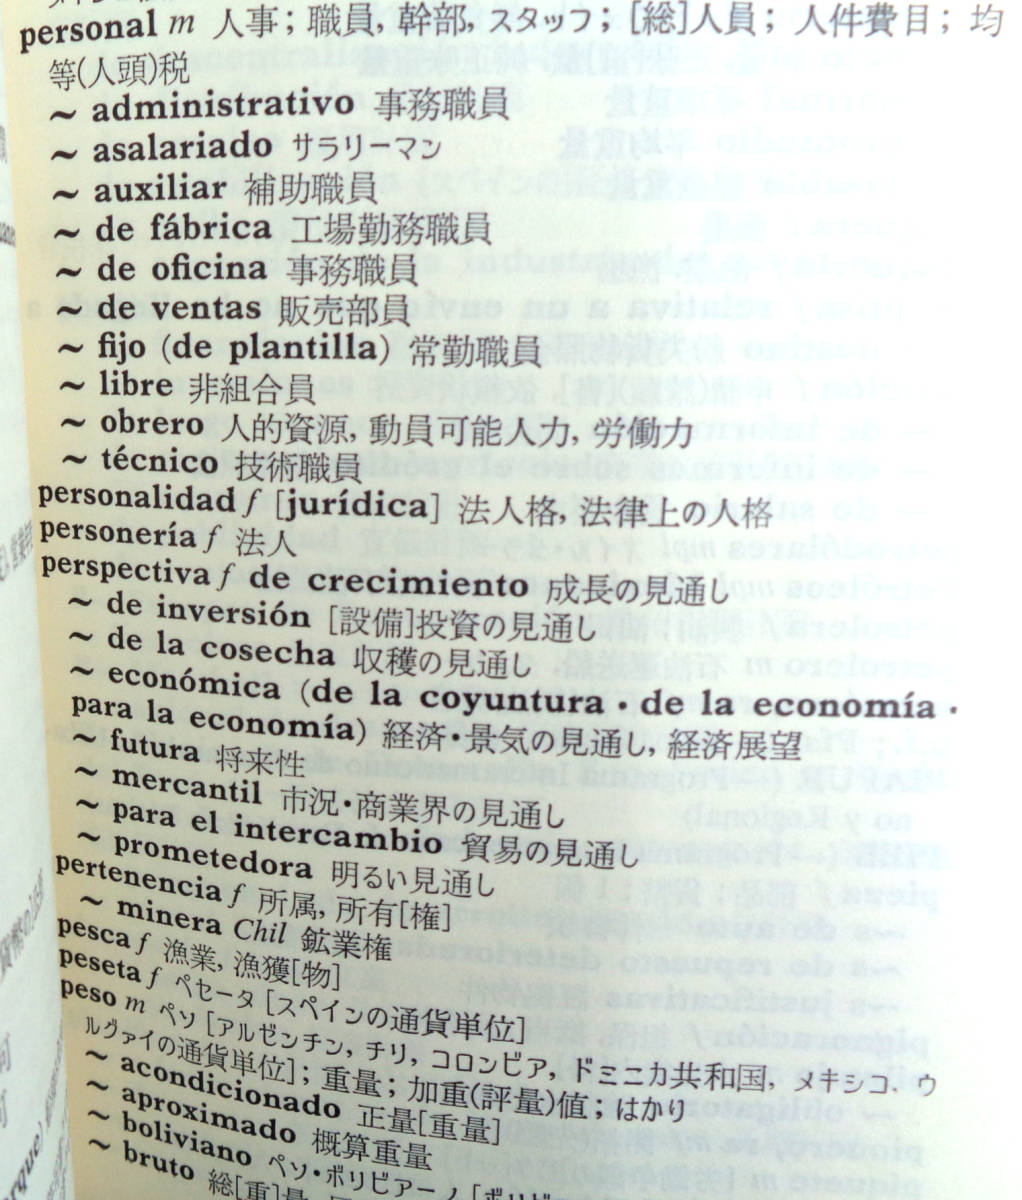 personal m 人事; 職員, 幹部, スタッフ; [総]人員; 人件費目; 均
等(人頭)税
~ administrativo 事務職員
~ asalariado サラリーマン
~ auxiliar 補助職員
~ de fábrica 工場勤務職員
~ de oficina 事務職員
~ de ventas 販売部員
~ fijo (de plantilla) 常勤職員
~ libre 非組合員
~ obrero 人的資源, 動員可能人力, 労働力
~ técnico 技術職員
personalidad f [jurídica] 法人格, 法律上の人格
personería f 法人
perspectiva f de crecimiento 成長の見通し
~ de inversión [設備]投資の見通し
~ de la cosecha 収穫の見通し
~ económica (de la coyuntura・de la economía・
para la economía) 経済・景気の見通し, 経済展望
~ futura 将来性
~ mercantil 市況・商業界の見通し
~ para el intercambio 貿易の見通し
~ prometedora 明るい見通し
pertenencia f 所属, 所有[権]
~ minera Chil 鉱業権
pesca f 漁業, 漁獲[物]
peseta f ペセータ [スペインの通貨単位]
peso m ペソ [アルゼンチン, チリ, コロンビア, ドミニカ共和国, メキシコ, ウ
ルグァイの通貨単位]; 重量; 加重(評量)値; はかり
~ acondicionado 正量[重量]
~ aproximado 概算重量
~ boliviano ペソ・ボリビアーノ [ボリビ
~ bruto 総[重]量,